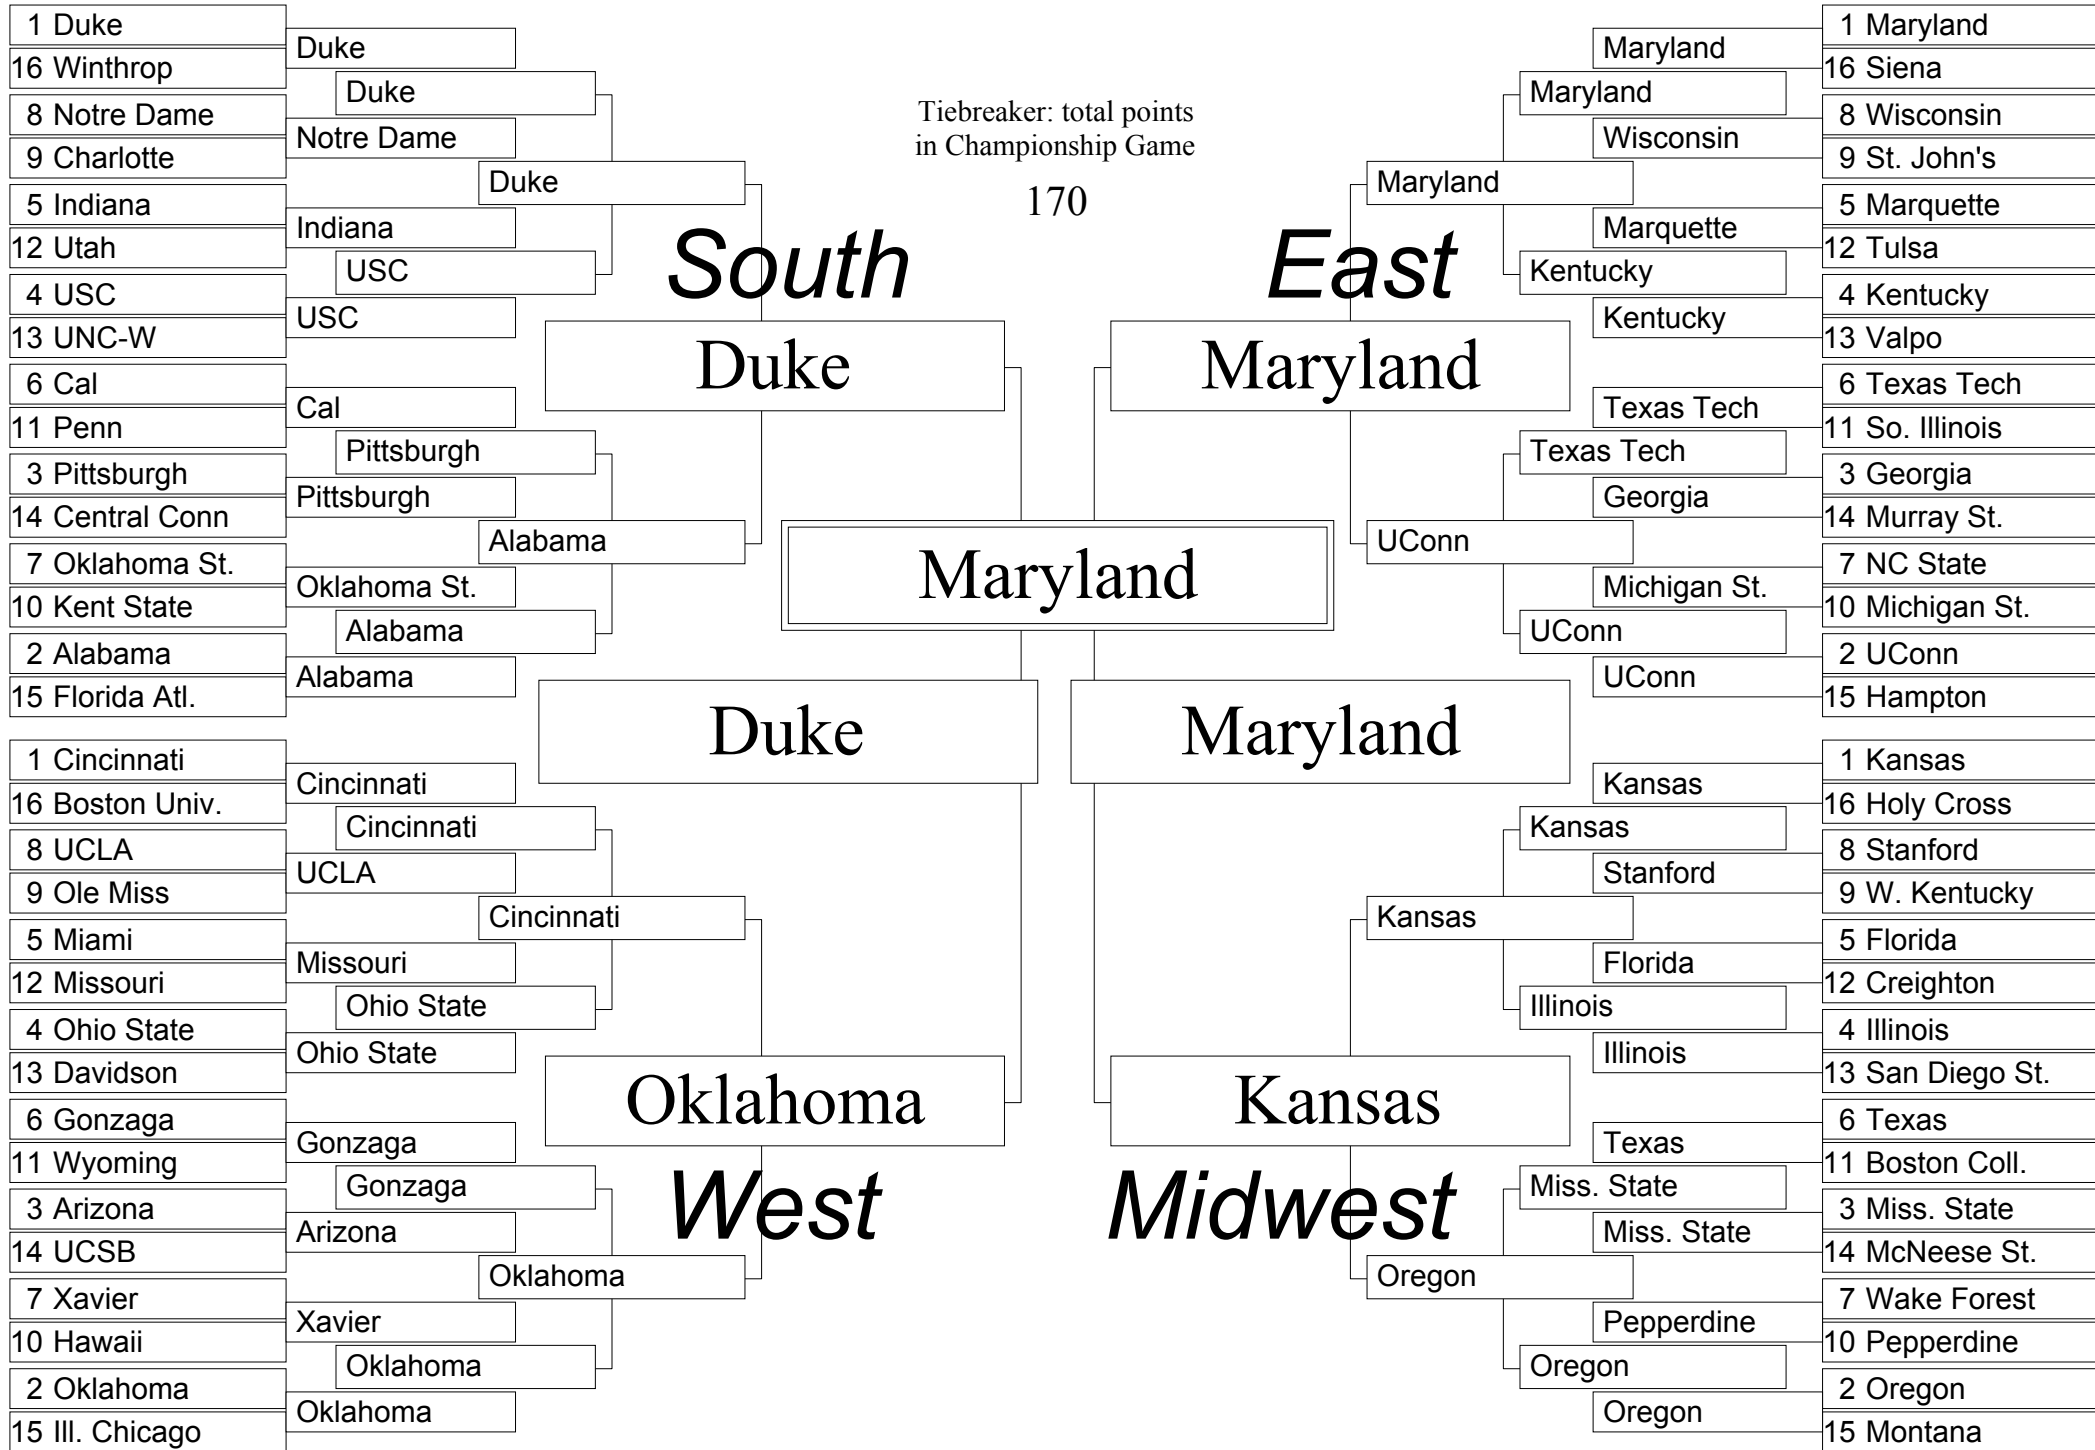 1 Duke
16 Winthrop
8 Notre Dame
9 Charlotte
5 Indiana
12 Utah
4 USC
13 UNC-W
6 Cal
11 Penn
3 Pittsburgh
14 Central Conn
7 Oklahoma St.
10 Kent State
2 Alabama
15 Florida Atl.
Duke
Notre Dame
Indiana
USC
Cal
Pittsburgh
Oklahoma St.
Alabama
Duke
USC
Pittsburgh
Alabama
Duke
Alabama
South
Duke
1 Cincinnati
16 Boston Univ.
8 UCLA
9 Ole Miss
5 Miami
12 Missouri
4 Ohio State
13 Davidson
6 Gonzaga
11 Wyoming
3 Arizona
14 UCSB
7 Xavier
10 Hawaii
2 Oklahoma
15 Ill. Chicago
Cincinnati
UCLA
Missouri
Ohio State
Gonzaga
Arizona
Xavier
Oklahoma
Cincinnati
Ohio State
Gonzaga
Oklahoma
Cincinnati
Oklahoma
Oklahoma
West
Tiebreaker: total points
in Championship Game
170
Maryland
Duke
Maryland
1 Maryland
16 Siena
8 Wisconsin
9 St. John's
5 Marquette
12 Tulsa
4 Kentucky
13 Valpo
6 Texas Tech
11 So. Illinois
3 Georgia
14 Murray St.
7 NC State
10 Michigan St.
2 UConn
15 Hampton
Maryland
Wisconsin
Marquette
Kentucky
Texas Tech
Georgia
Michigan St.
UConn
Maryland
Kentucky
Texas Tech
UConn
Maryland
UConn
East
Maryland
1 Kansas
16 Holy Cross
8 Stanford
9 W. Kentucky
5 Florida
12 Creighton
4 Illinois
13 San Diego St.
6 Texas
11 Boston Coll.
3 Miss. State
14 McNeese St.
7 Wake Forest
10 Pepperdine
2 Oregon
15 Montana
Kansas
Stanford
Florida
Illinois
Texas
Miss. State
Pepperdine
Oregon
Kansas
Illinois
Miss. State
Oregon
Kansas
Oregon
Kansas
Midwest